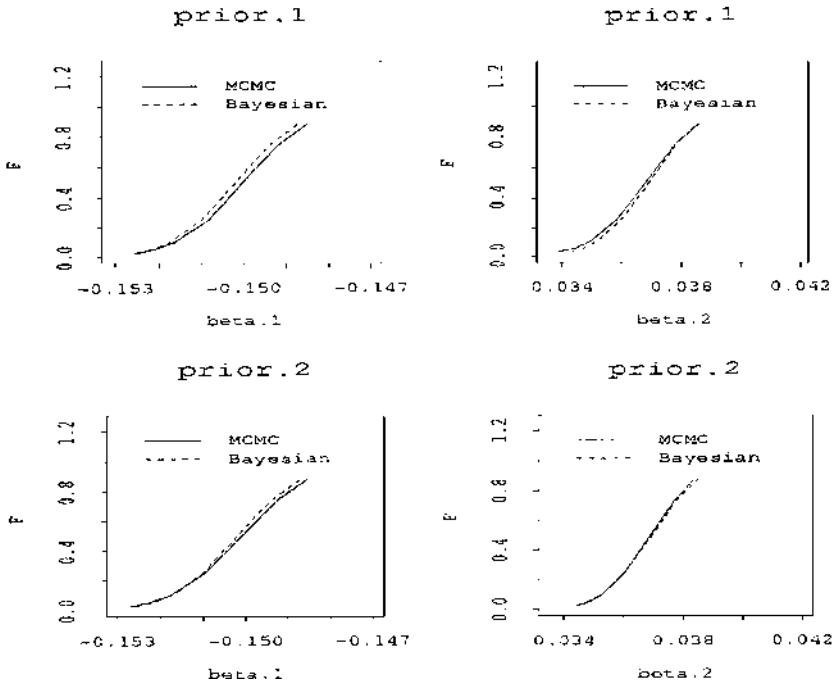 prior.1
1.2
0.8
0.4
0.0
F
MCMC
Bayesian
-0.153
-0.150
-0.147
beta.1
prior.1
1.2
0.8
0.4
0.0
F
MCMC
Bayesian
0.034
0.038
0.042
beta.2
prior.2
1.2
0.8
0.4
0.0
F
MCMC
Bayesian
-0.153
-0.150
-0.147
beta.1
prior.2
1.2
0.8
0.4
0.0
F
MCMC
Bayesian
0.034
0.038
0.042
beta.2